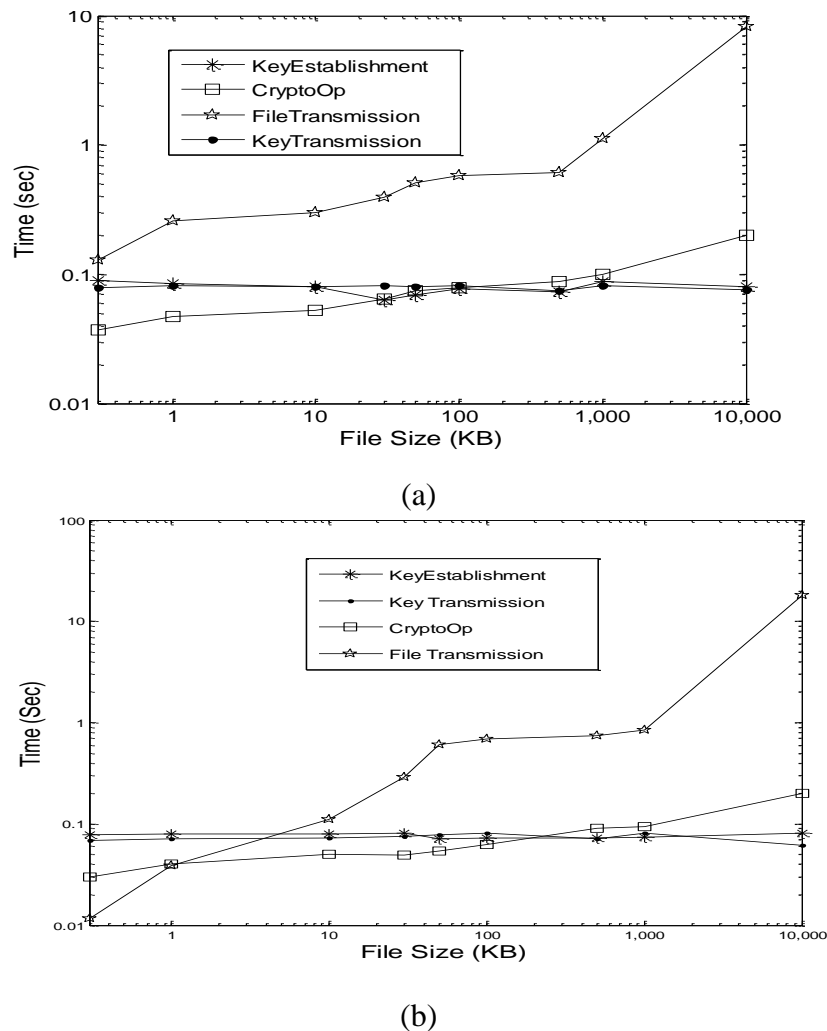 10
1
0.1
0.01
Time (sec)
KeyEstablishment
CryptoOp
FileTransmission
KeyTransmission
1
10
100
1,000
10,000
File Size (KB)
(a)
100
10
1
0.1
0.01
Time (Sec)
KeyEstablishment
Key Transmission
CryptoOp
File Transmission
1
10
100
1,000
10,000
File Size (KB)
(b)